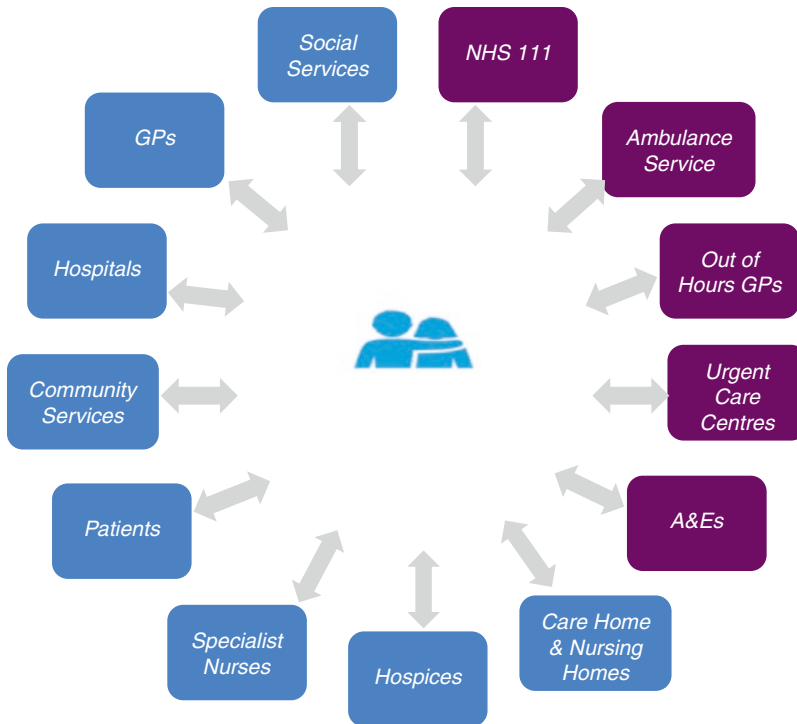 Social
Services
NHS 111
GPs
Ambulance
Service
Hospitals
Out of
Hours GPs
Community
Services
Urgent
Care
Centres
Patients
A&Es
Specialist
Nurses
Hospices
Care Home
& Nursing
Homes